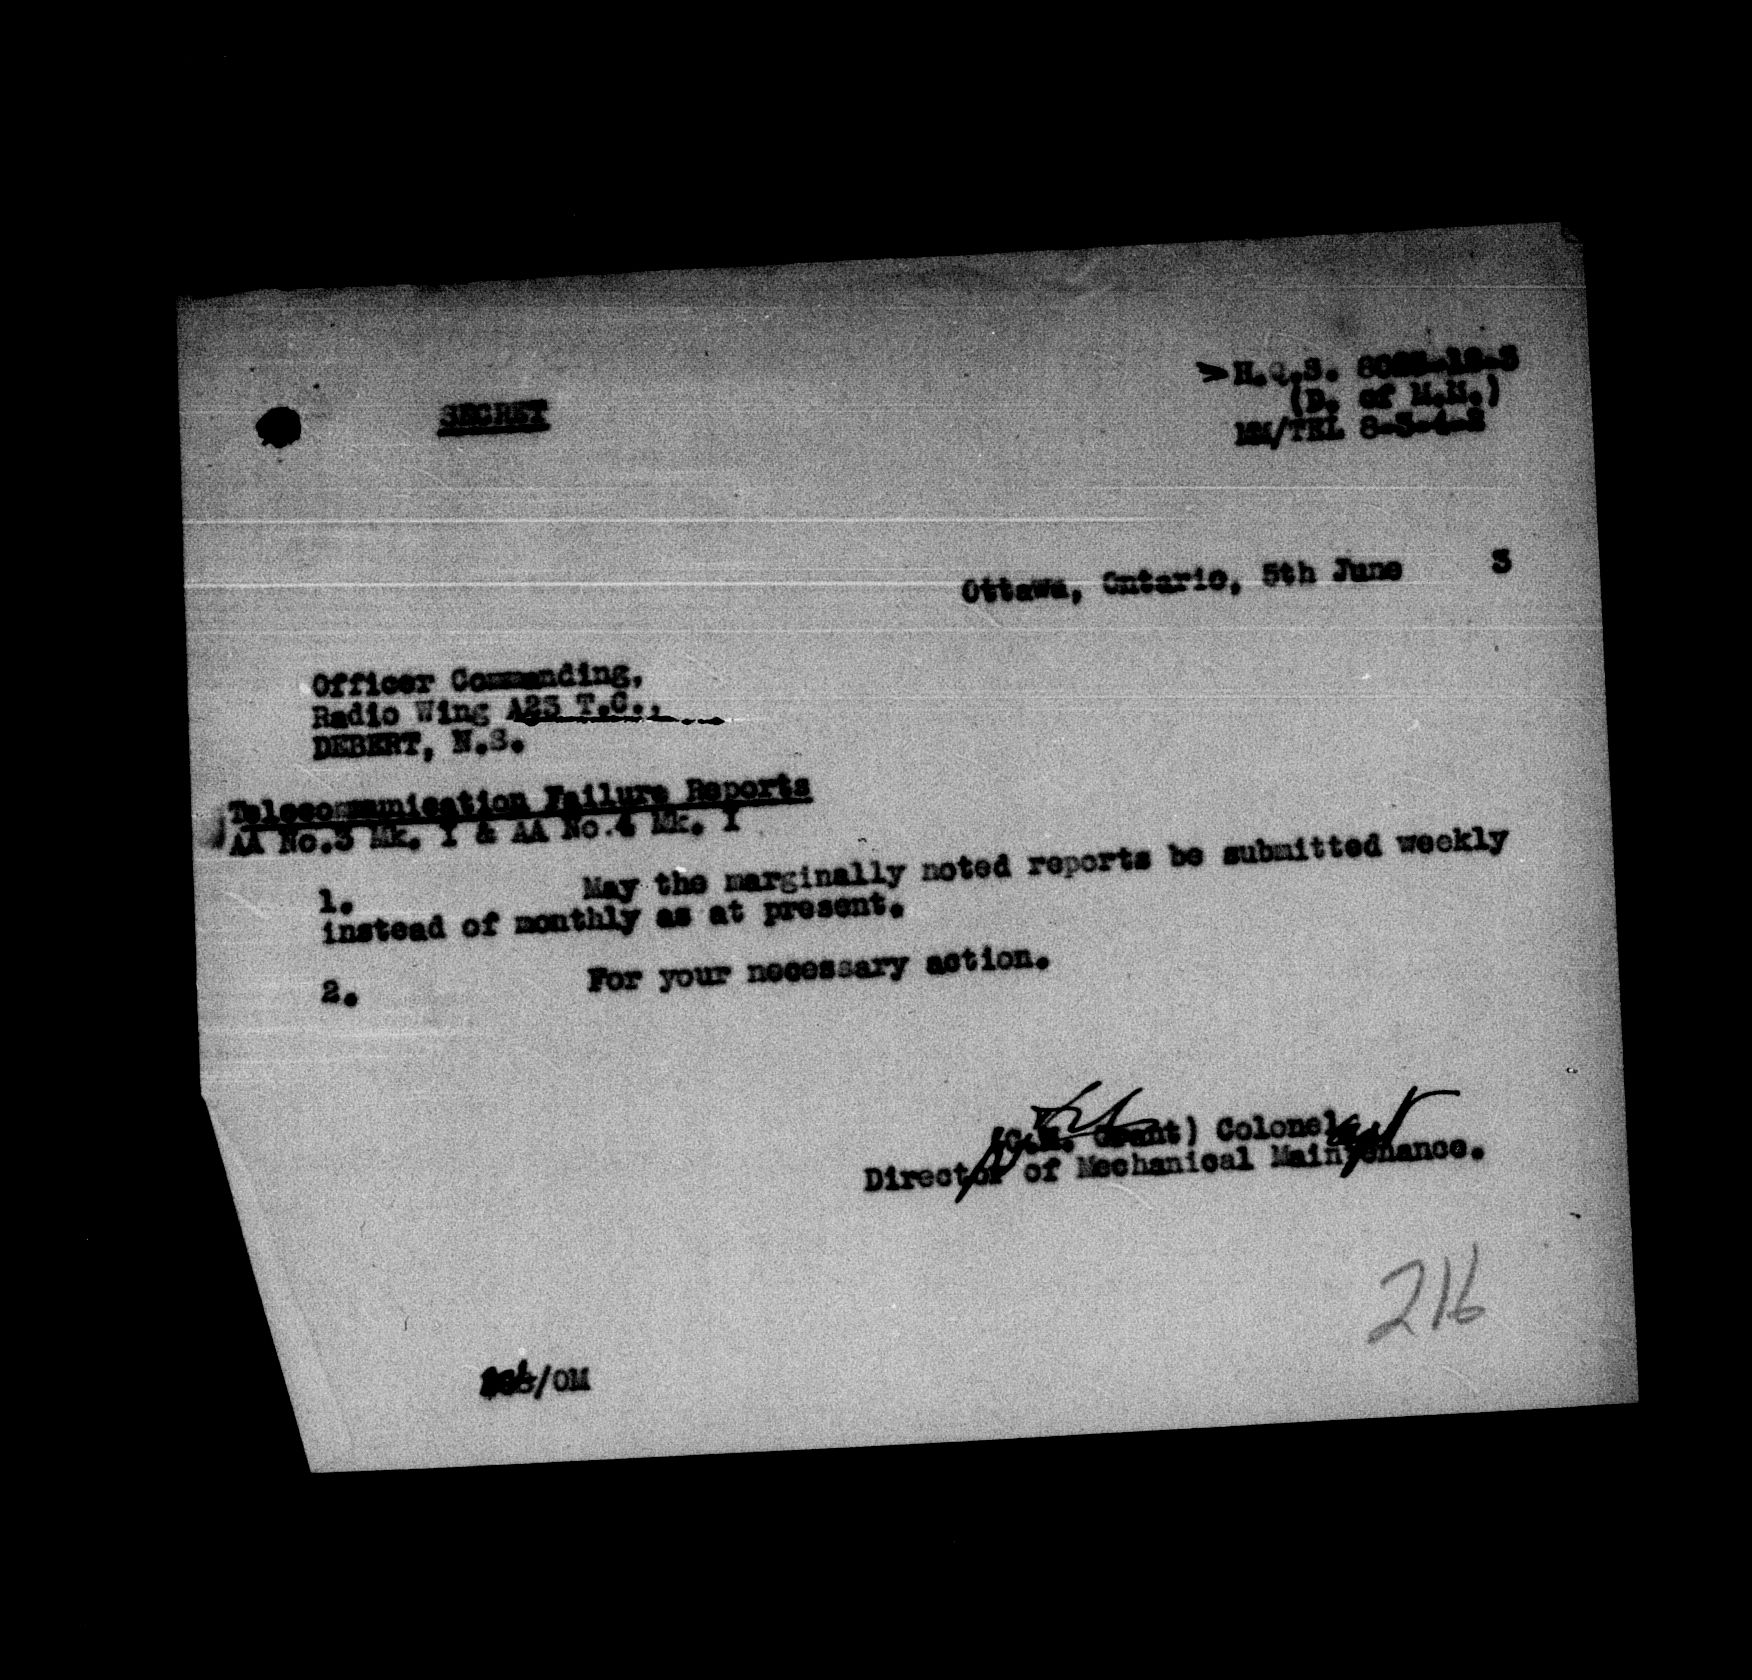 SECRET
H.Q.S.
(D. of M.M.)
MM/TEL 8-3-4-2
Ottawa, Ontario, 5th June 3
Officer Commanding,
Radio Wing A23 T.C.,
DEBERT, N.S.
Telecommunication Failure Reports
AA No.3 Mk. I & AA No.4 Mk. I
1. May the marginally noted reports be submitted weekly
instead of monthly as at present.
2. For your necessary action.
Grant) Colonel
Director of Mechanical Maintenance.
216
/OM